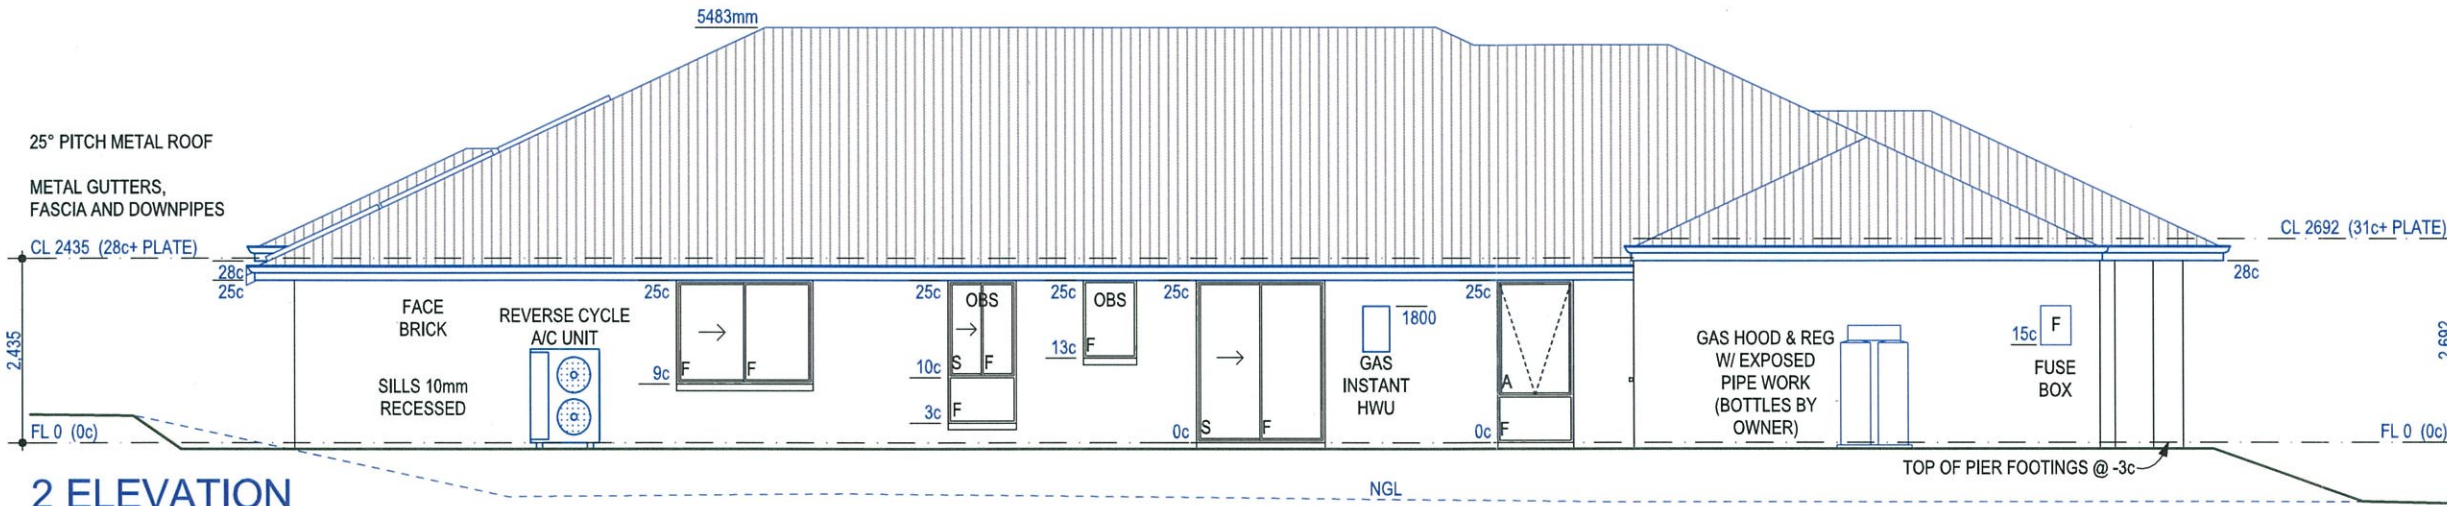 5483mm
25° PITCH METAL ROOF
METAL GUTTERS,
FASCIA AND DOWNPIPES
CL 2435 (28c+ PLATE)
CL 2692 (31c+ PLATE)
28c
25c
28c
2,435
2,692
FACE
BRICK
SILLS 10mm
RECESSED
REVERSE CYCLE
A/C UNIT
25c
9c
F
F
25c
OBS
10c
S
F
3c
F
25c
OBS
13c
F
25c
0c
S
F
1800
GAS
INSTANT
HWU
25c
A
0c
F
GAS HOOD & REG
W/ EXPOSED
PIPE WORK
(BOTTLES BY
OWNER)
15c
F
FUSE
BOX
FL 0 (0c)
FL 0 (0c)
TOP OF PIER FOOTINGS @ -3c
NGL
2 ELEVATION